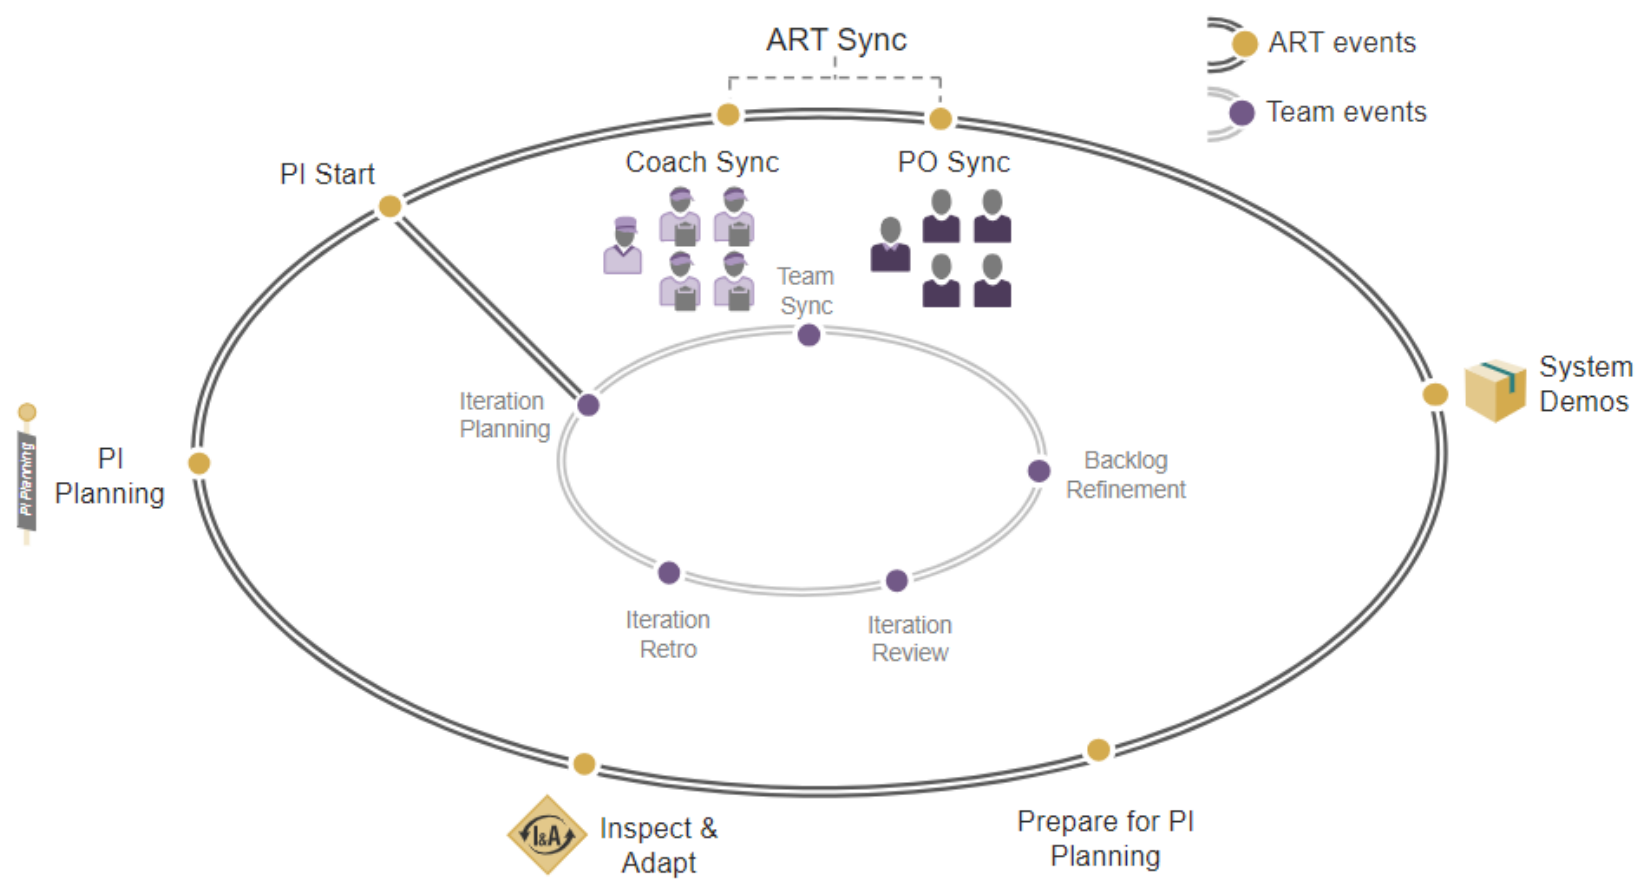 ART Sync
ART events
Team events
PI Start
Coach Sync
PO Sync
Team
Sync
System
Demos
Iteration
Planning
PI
Planning
PI Planning
Backlog
Refinement
Iteration
Retro
Iteration
Review
I&A
Inspect &
Adapt
Prepare for PI
Planning